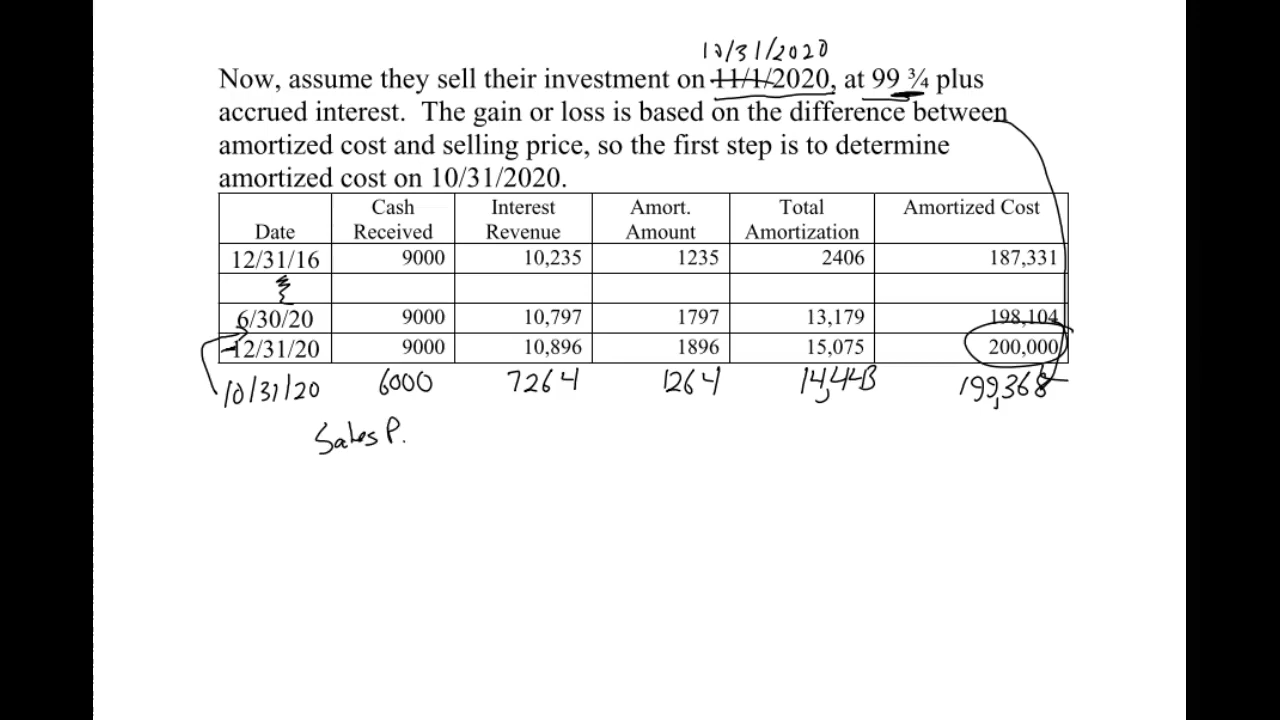 10/31/2020
Now, assume they sell their investment on 11/1/2020, at 99 ¾ plus
accrued interest. The gain or loss is based on the difference between
amortized cost and selling price, so the first step is to determine
amortized cost on 10/31/2020.
Date Cash Received Interest Revenue Amort. Amount Total Amortization Amortized Cost
12/31/16 9000 10,235 1235 2406 187,331
6/30/20 9000 10,797 1797 13,179 198,104
12/31/20 9000 10,896 1896 15,075 200,000
10/31/20 6000 7264 1264 14,443 199,368
Sales P.